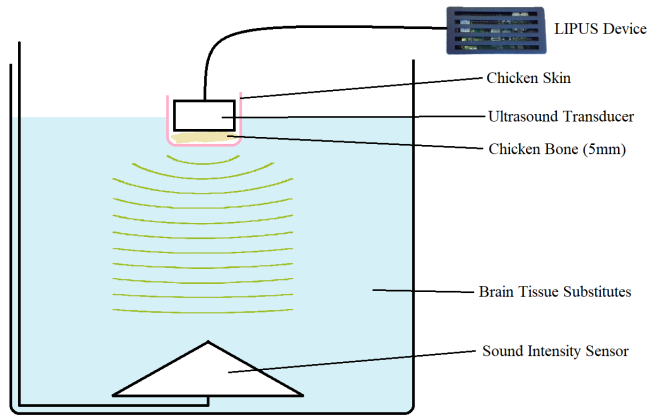 LIPUS Device
Chicken Skin
Ultrasound Transducer
Chicken Bone (5mm)
Brain Tissue Substitutes
Sound Intensity Sensor